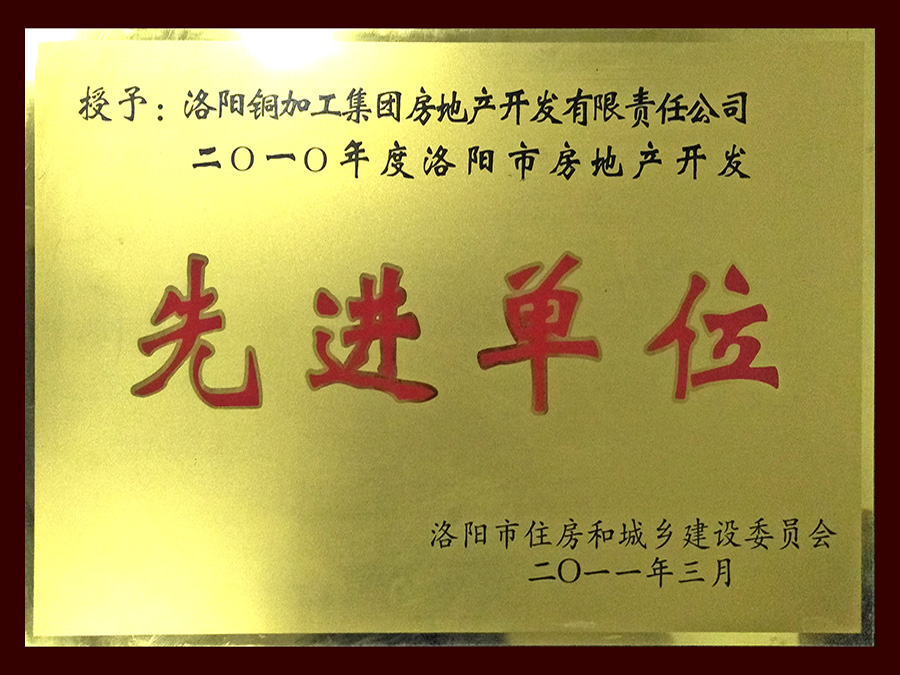 授予：洛阳铜加工集团房地产开发有限责任公司
二〇一〇年度洛阳市房地产开发
先进单位
洛阳市住房和城乡建设委员会
二〇一一年三月